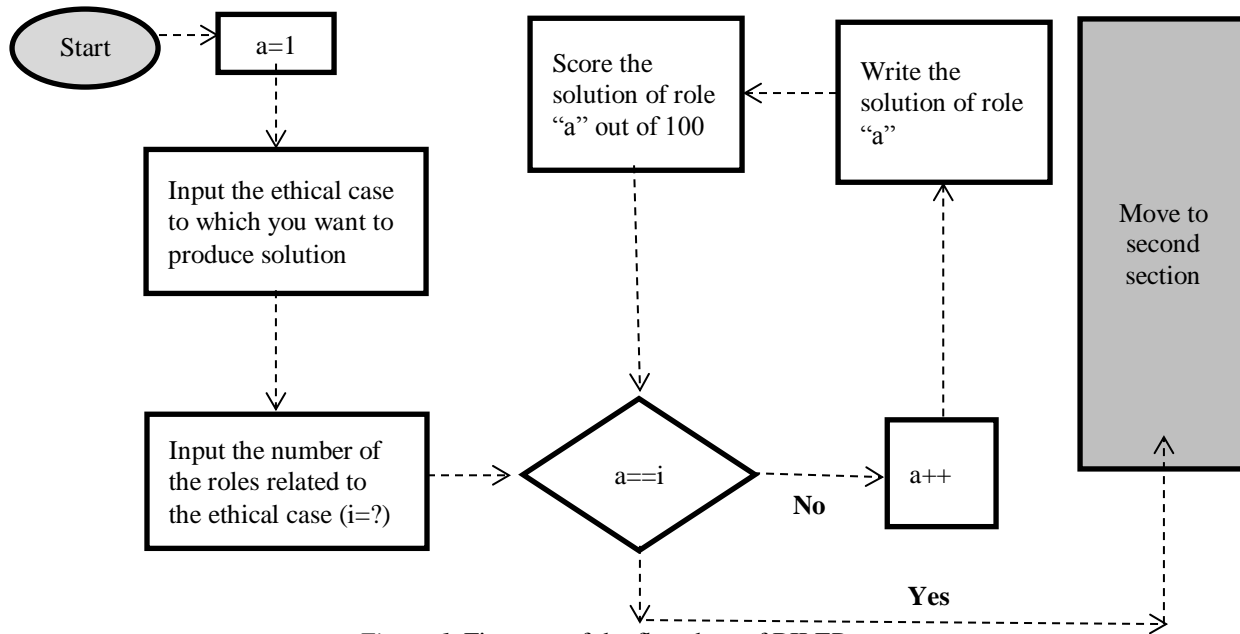 Start
a=1
Input the ethical case
to which you want to
produce solution
Input the number of
the roles related to
the ethical case (i=?)
a==i
No
a++
Write the
solution of role
“a”
Score the
solution of role
“a” out of 100
Yes
Move to
second
section